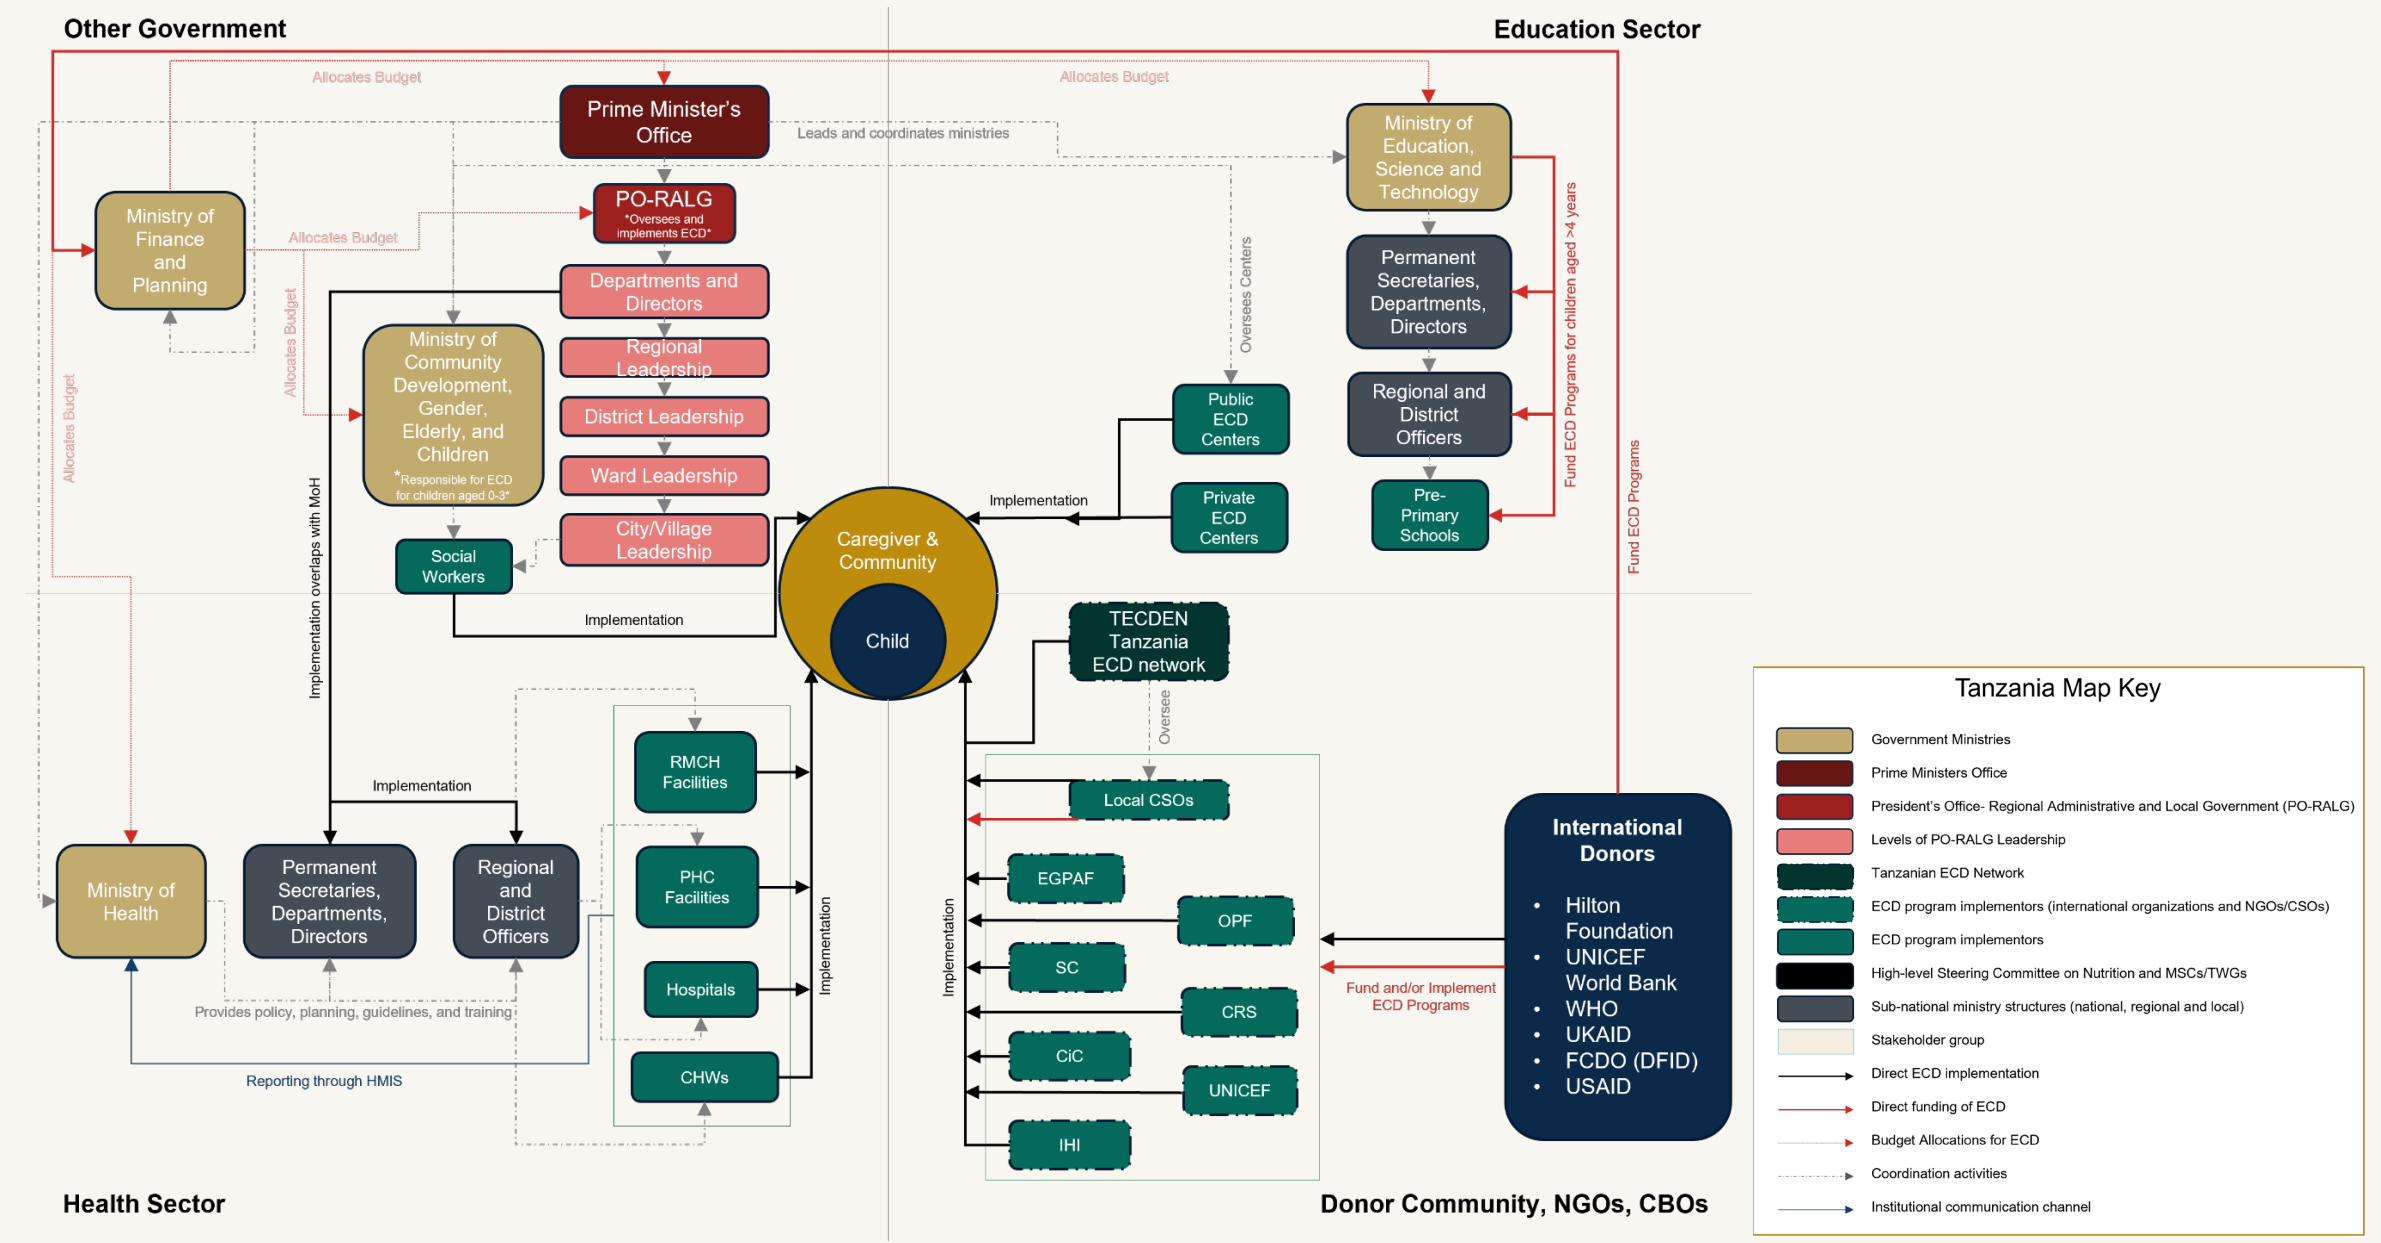 Other Government
Education Sector
Allocates Budget
Allocates Budget
Prime Minister’s
Office
Leads and coordinates ministries
Ministry of
Education,
Science and
Technology
PO-RALG
*Oversees and
implements ECD*
Ministry of
Finance
and
Planning
Allocates Budget
Allocates Budget
Allocates Budget
Departments and
Directors
Regional
Leadership
District Leadership
Ward Leadership
City/Village
Leadership
Ministry of
Community
Development,
Gender,
Elderly, and
Children
*Responsible for ECD
for children aged 0-3*
Social
Workers
Implementation
Implementation overlaps with MoH
Oversees Centers
Public
ECD
Centers
Private
ECD
Centers
Implementation
Permanent
Secretaries,
Departments,
Directors
Regional and
District
Officers
Pre-
Primary
Schools
Fund ECD Programs for children aged >4 years
Fund ECD Programs
Caregiver &
Community
Child
TECDEN
Tanzania
ECD network
Oversee
RMCH
Facilities
PHC
Facilities
Hospitals
CHWs
Implementation
Implementation
Ministry of
Health
Permanent
Secretaries,
Departments,
Directors
Regional
and
District
Officers
Provides policy, planning, guidelines, and training
Reporting through HMIS
Implementation
Local CSOs
EGPAF
OPF
SC
CRS
CiC
UNICEF
IHI
Fund and/or Implement
ECD Programs
International
Donors
• Hilton
Foundation
• UNICEF
World Bank
• WHO
• UKAID
• FCDO (DFID)
• USAID
Health Sector
Donor Community, NGOs, CBOs
Tanzania Map Key
Government Ministries
Prime Ministers Office
President’s Office- Regional Administrative and Local Government (PO-RALG)
Levels of PO-RALG Leadership
Tanzanian ECD Network
ECD program implementors (international organizations and NGOs/CSOs)
ECD program implementors
High-level Steering Committee on Nutrition and MSCs/TWGs
Sub-national ministry structures (national, regional and local)
Stakeholder group
Direct ECD implementation
Direct funding of ECD
Budget Allocations for ECD
Coordination activities
Institutional communication channel